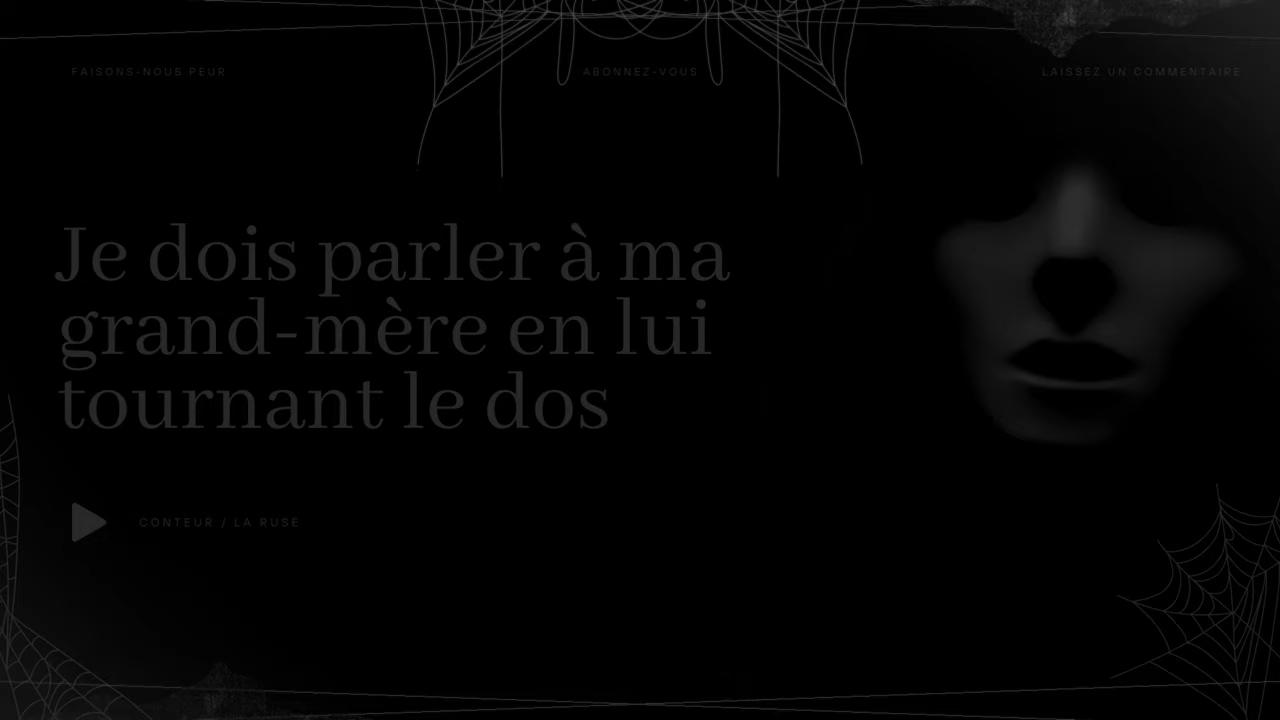 FAISONS-NOUS PEUR
ABONNEZ-VOUS
LAISSEZ UN COMMENTAIRE
Je dois parler à ma
grand-mère en lui
tournant le dos
CONTEUR / LA RUSE